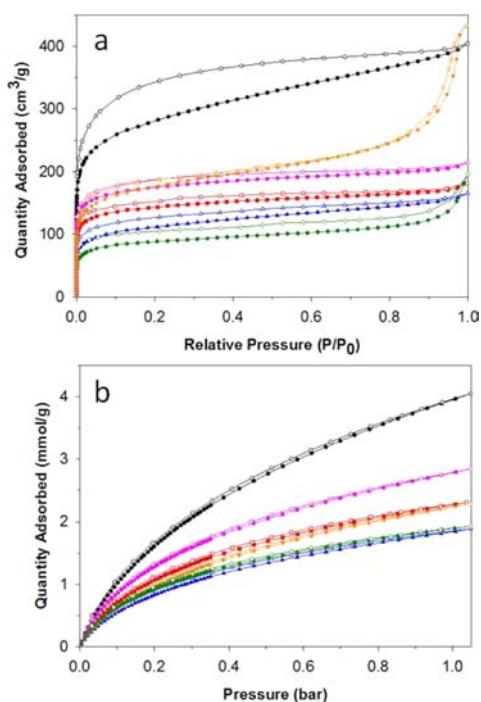 a
Quantity Adsorbed (cm³/g)
400
300
200
100
0
0.0 0.2 0.4 0.6 0.8 1.0
Relative Pressure (P/P₀)
b
Quantity Adsorbed (mmol/g)
4
3
2
1
0
0.0 0.2 0.4 0.6 0.8 1.0
Pressure (bar)